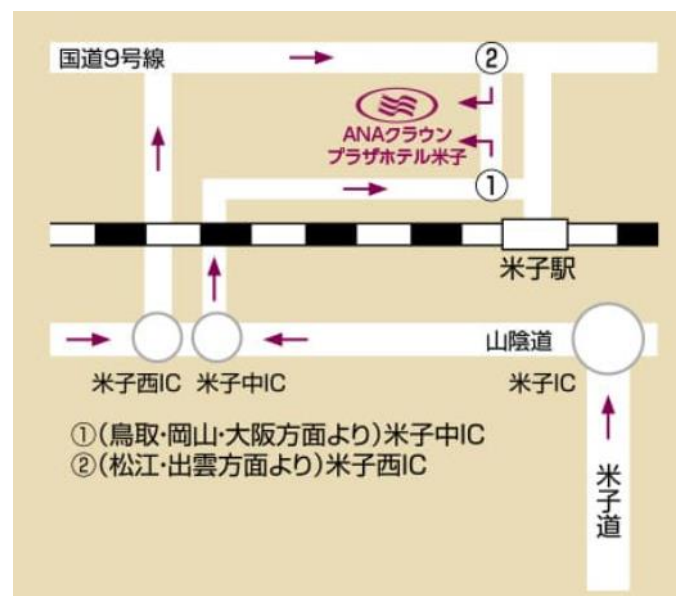 国道9号線
②
ANAクラウン
プラザホテル米子
①
米子駅
山陰道
米子西IC
米子中IC
米子IC
①(鳥取・岡山・大阪方面より)米子中IC
②(松江・出雲方面より)米子西IC
米子道